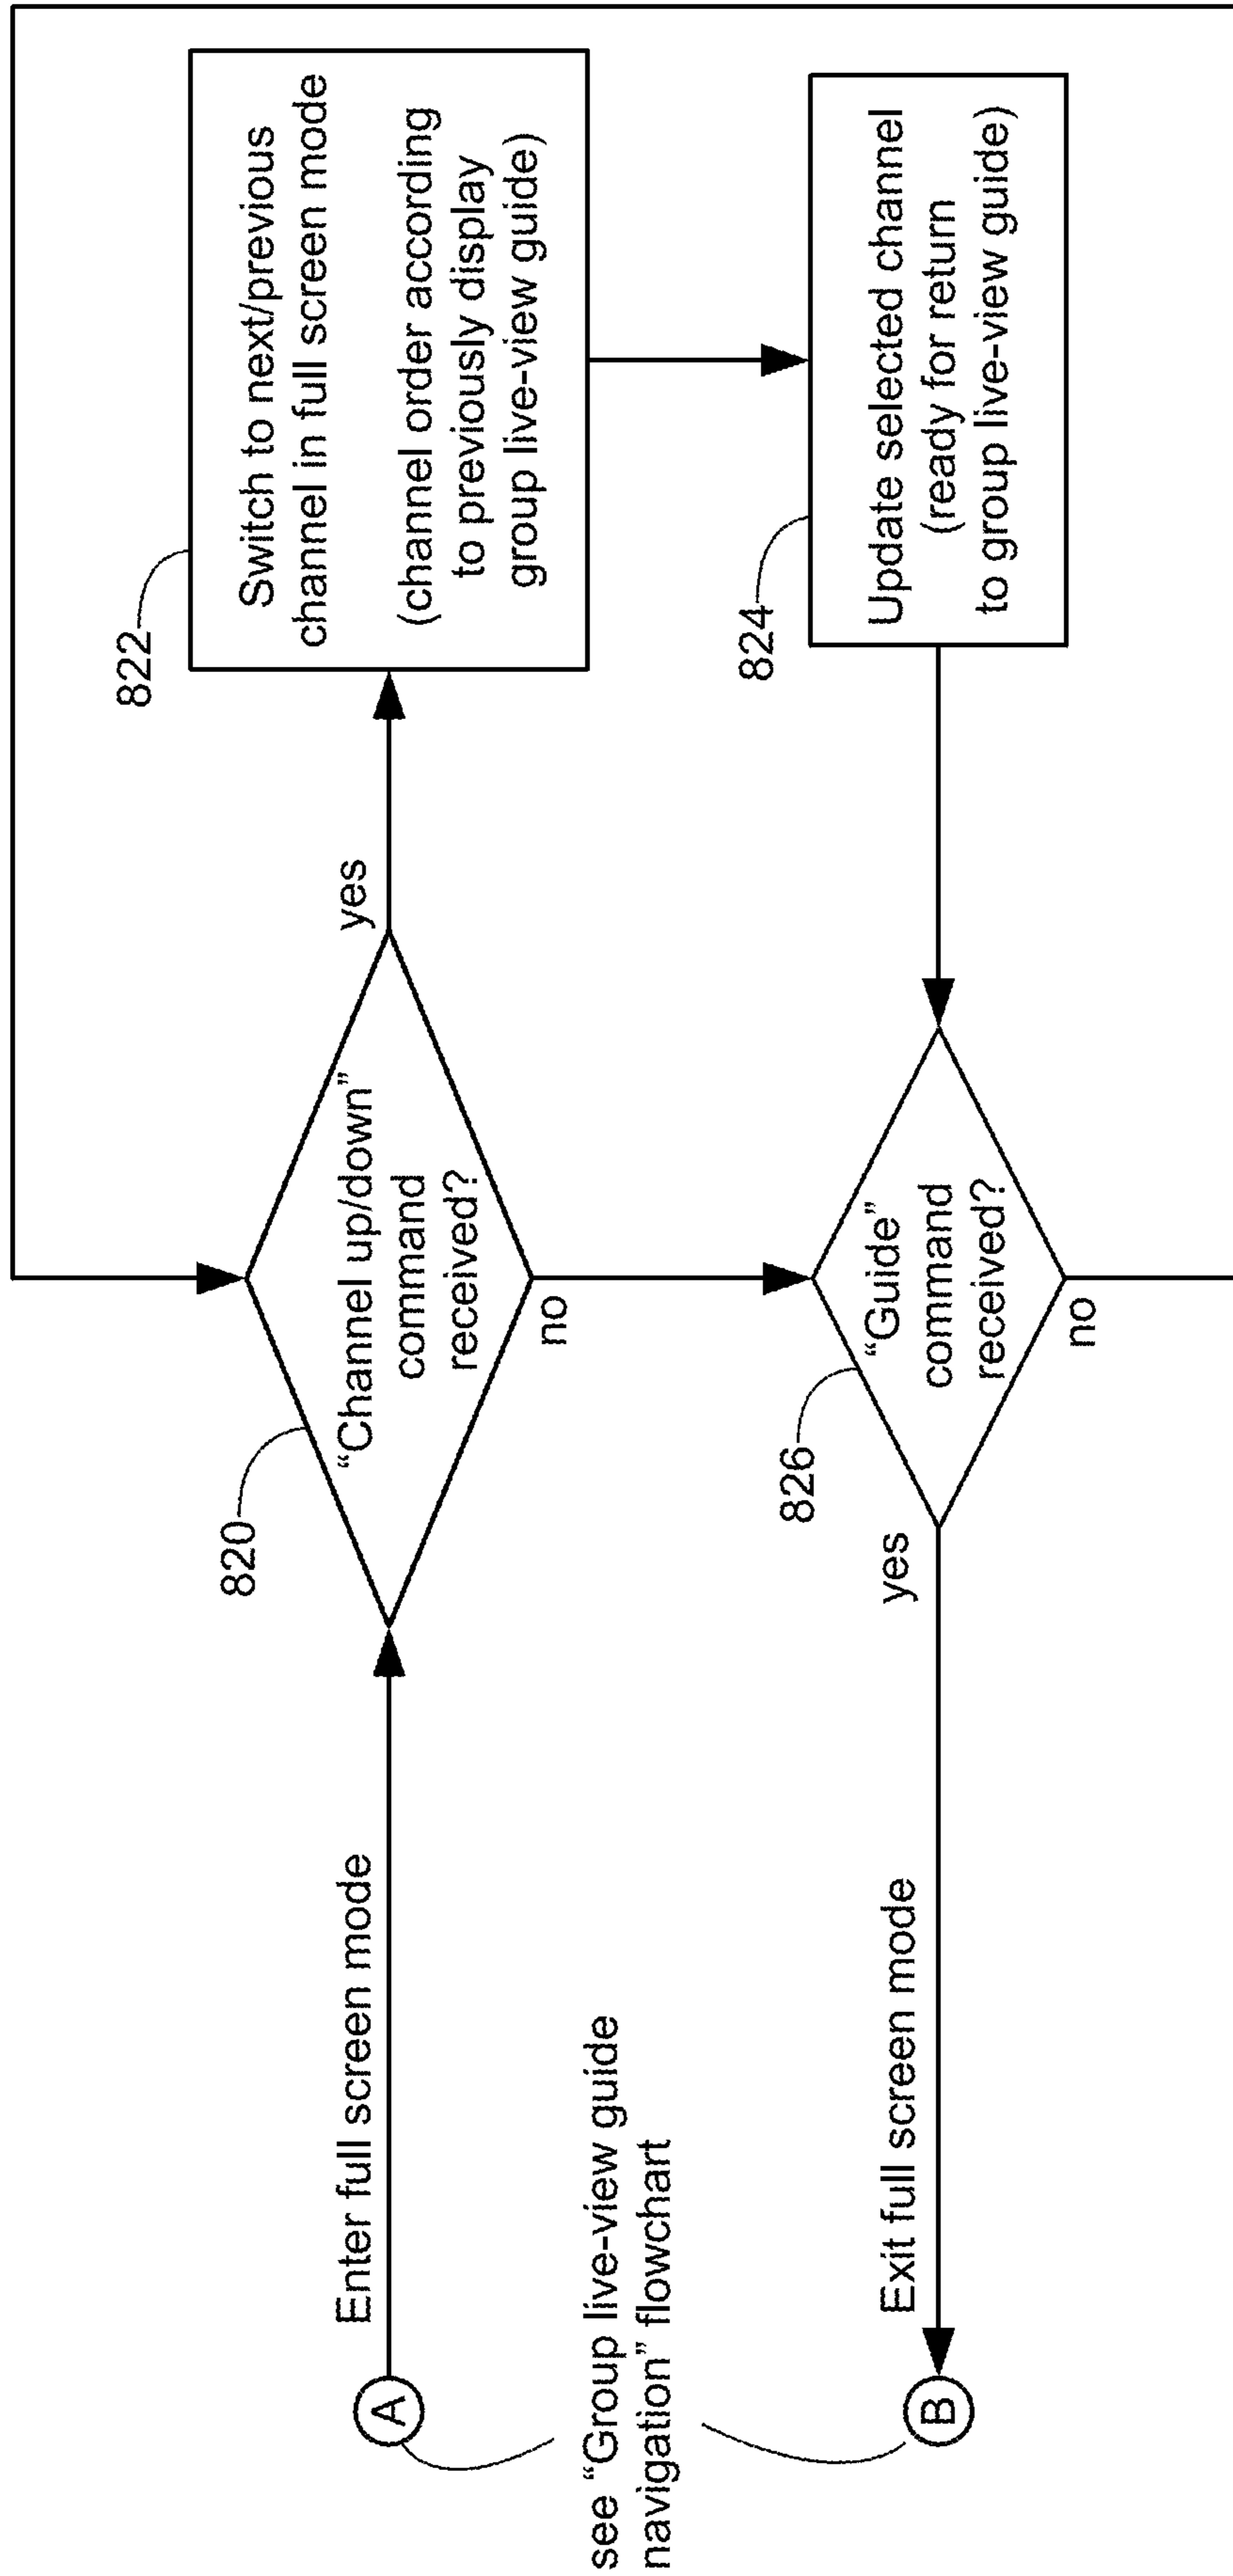 822
Switch to next/previous
channel in full screen mode
(channel order according
to previously display
group live-view guide)
yes
“Channel up/down”
command
received?
820
no
Enter full screen mode
A
see “Group live-view guide
navigation” flowchart
824
Update selected channel
(ready for return
to group live-view guide)
“Guide”
command
received?
826
no
yes
Exit full screen mode
B